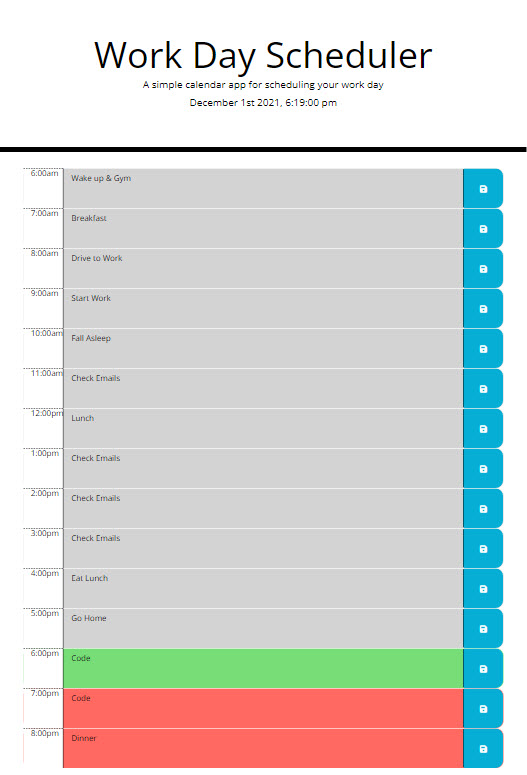 Work Day Scheduler
A simple calendar app for scheduling your work day
December 1st 2021, 6:19:00 pm
6:00am Wake up & Gym
7:00am Breakfast
8:00am Drive to Work
9:00am Start Work
10:00am Fall Asleep
11:00am Check Emails
12:00pm Lunch
1:00pm Check Emails
2:00pm Check Emails
3:00pm Check Emails
4:00pm Eat Lunch
5:00pm Go Home
6:00pm Code
7:00pm Code
8:00pm Dinner